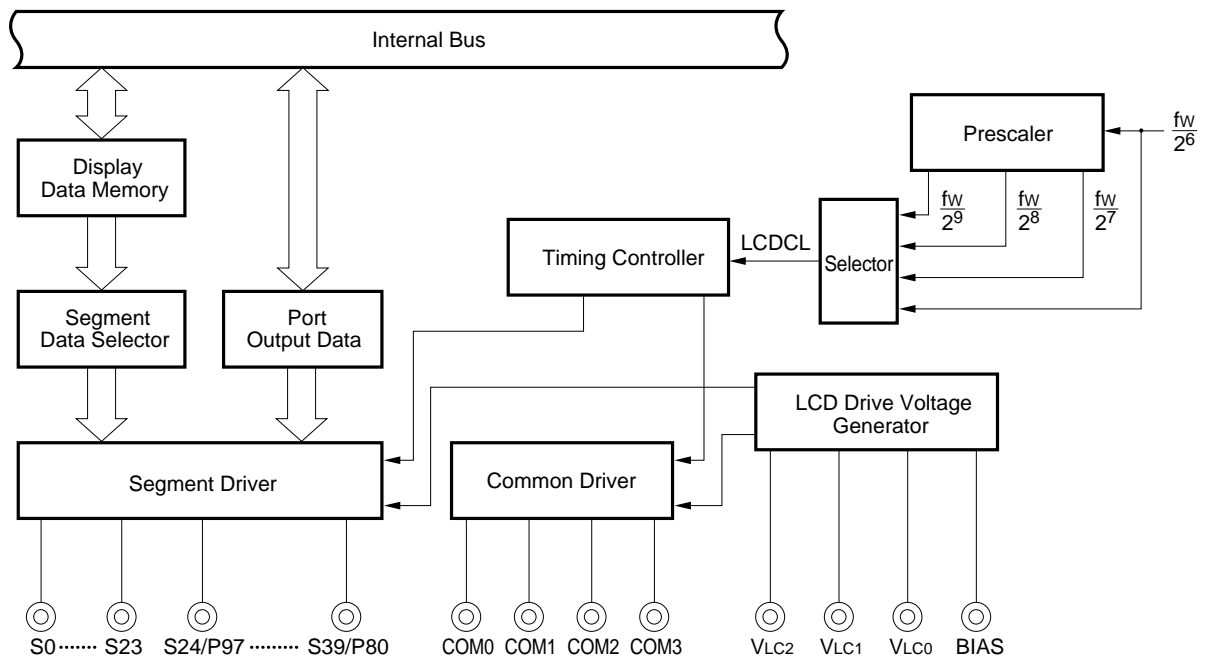 Internal Bus
Display
Data Memory
Segment
Data Selector
Port
Output Data
Segment Driver
Timing Controller
LCDCL
Selector
Prescaler
fW
2^6
fW
2^9
fW
2^8
fW
2^7
Common Driver
LCD Drive Voltage
Generator
S0 ······· S23 S24/P97 ········· S39/P80 COM0 COM1 COM2 COM3 VLC2 VLC1 VLC0 BIAS